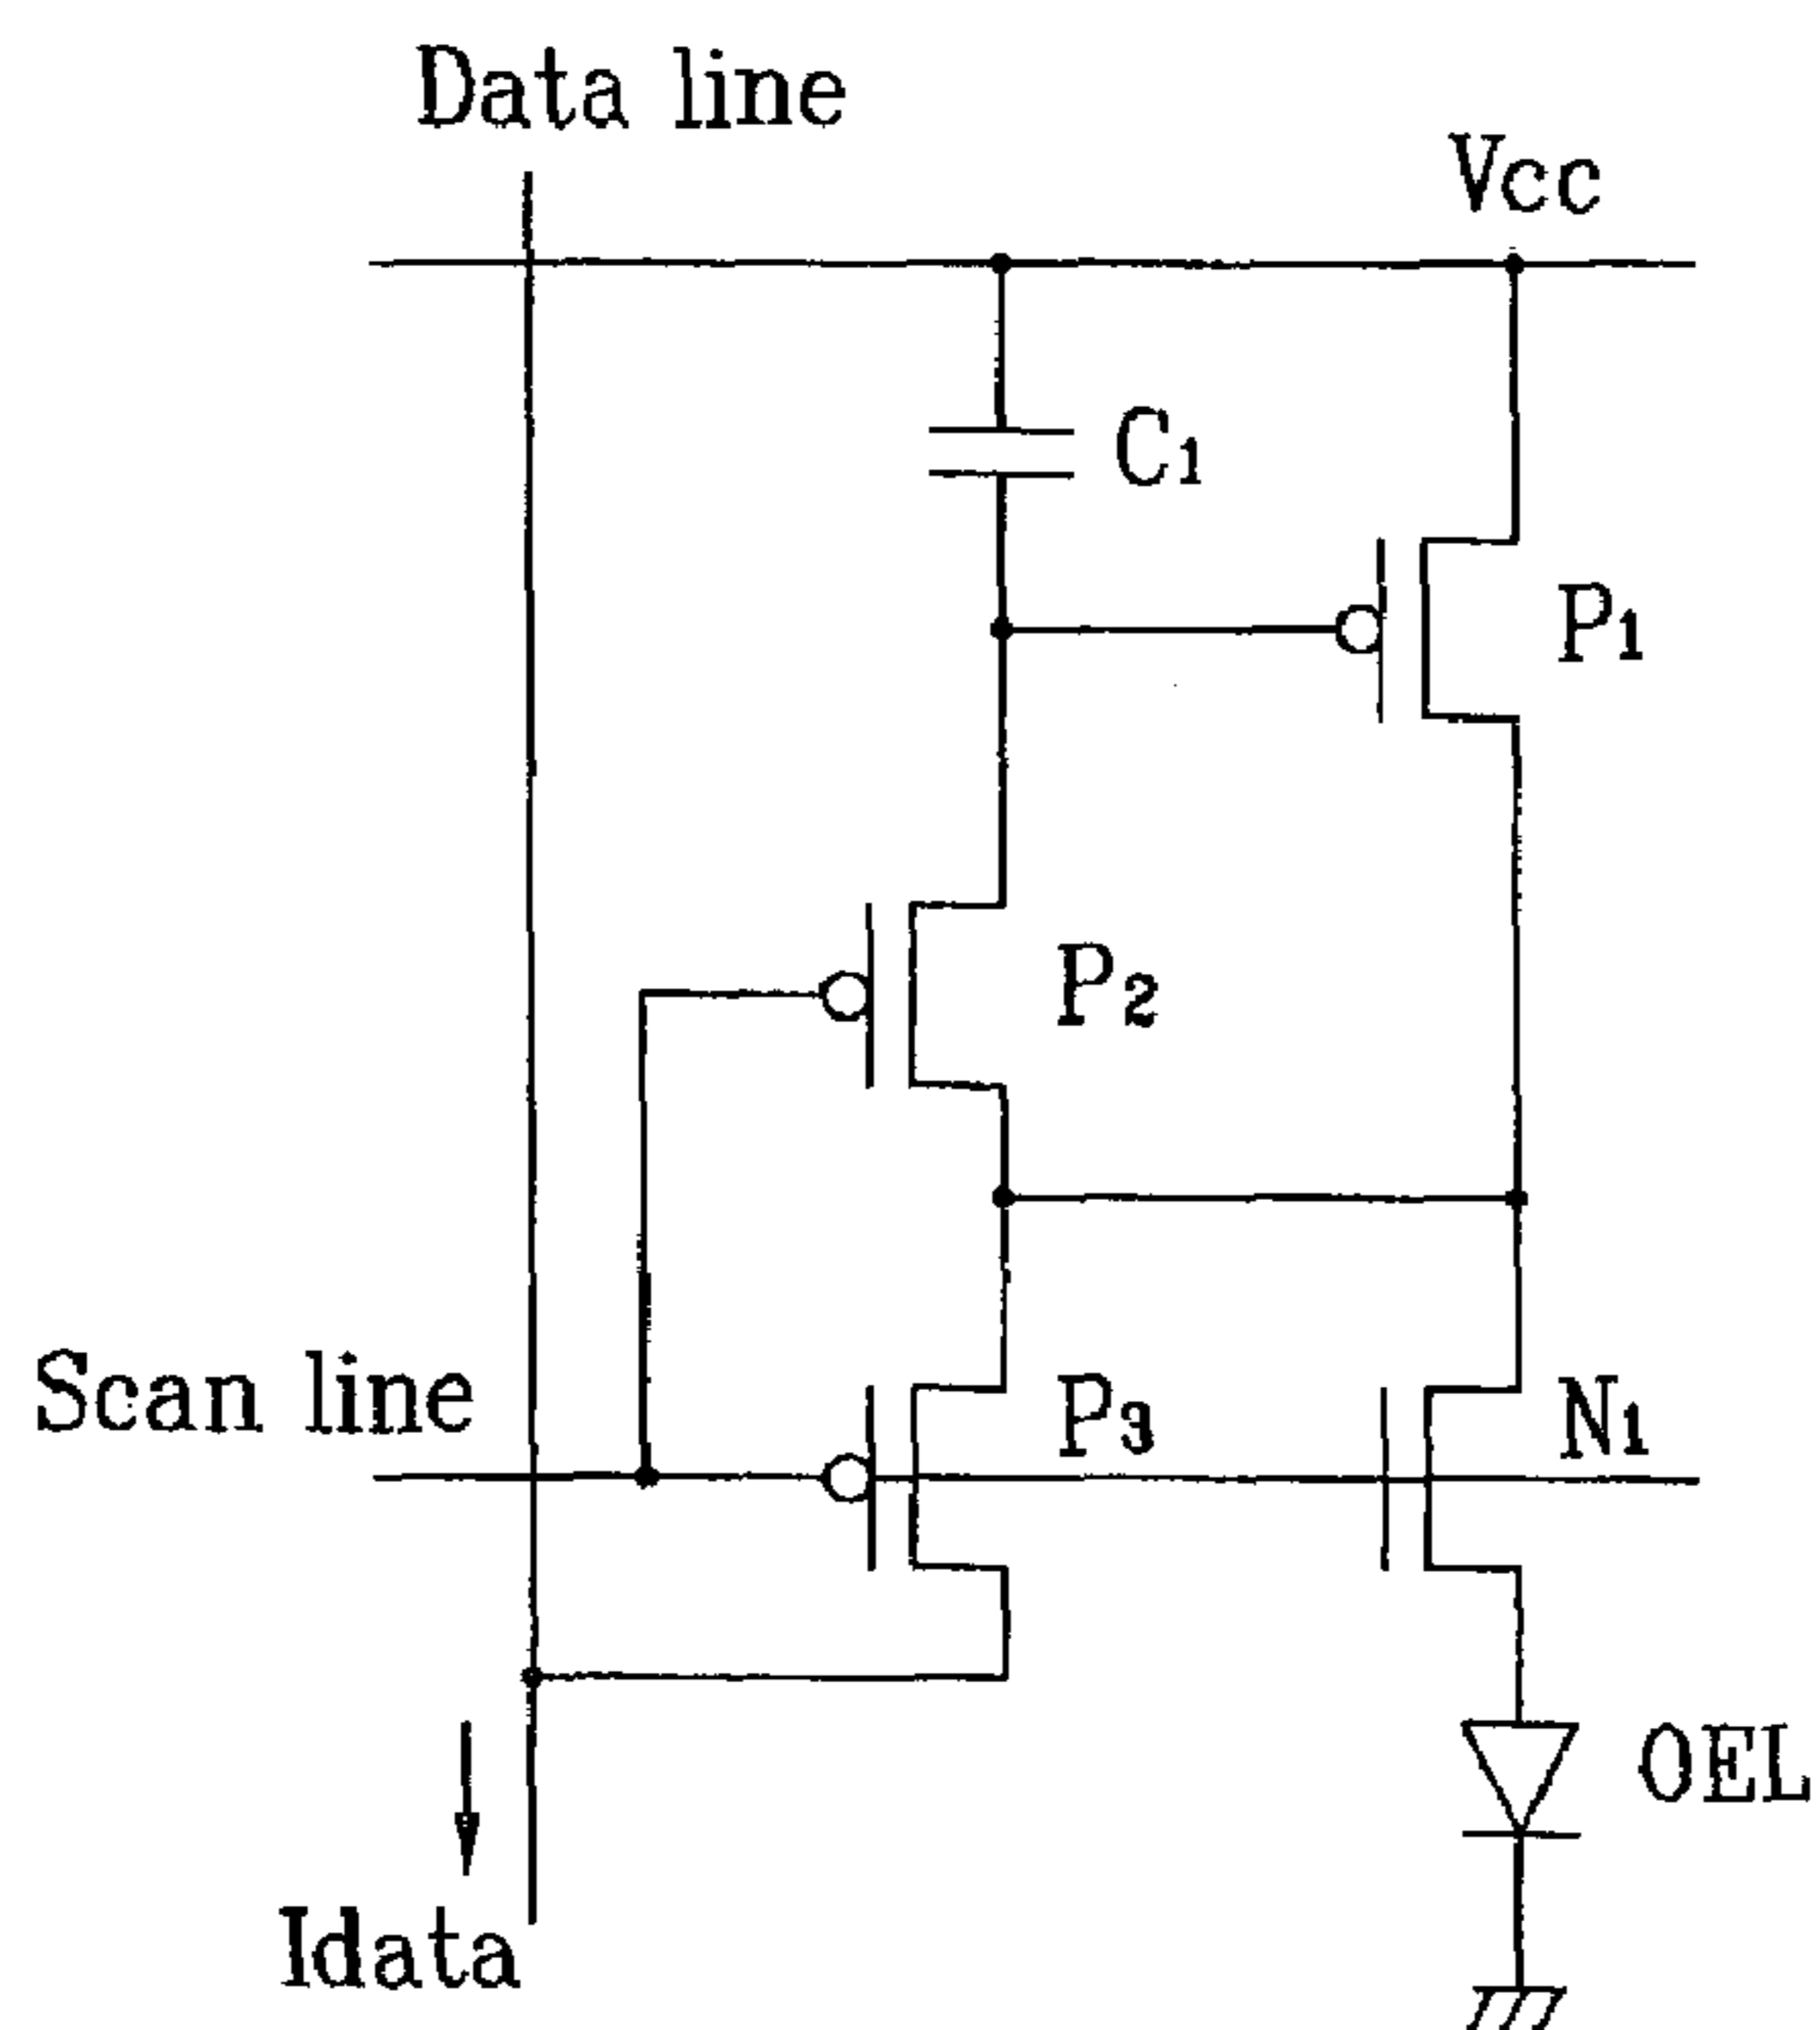 Data line
Vcc
C1
P1
P2
Scan line
P3
N1
OEL
Idata